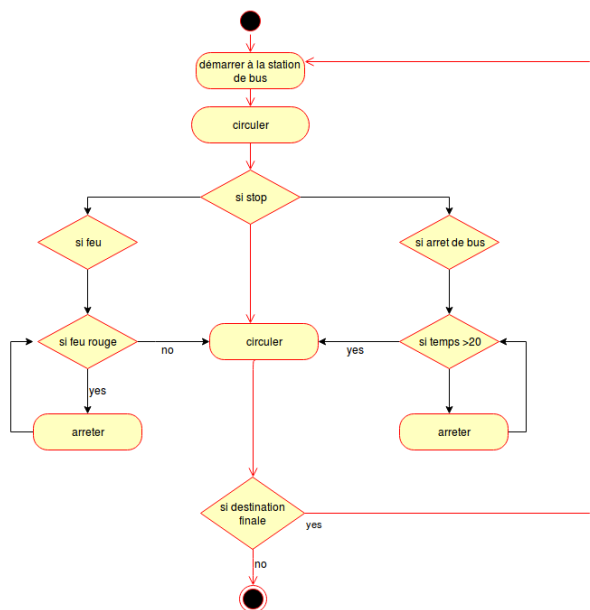 démarrer à la station
de bus
circuler
si stop
si feu
si arret de bus
si feu rouge
no
circuler
yes
si temps >20
yes
arreter
arreter
si destination
finale
yes
no